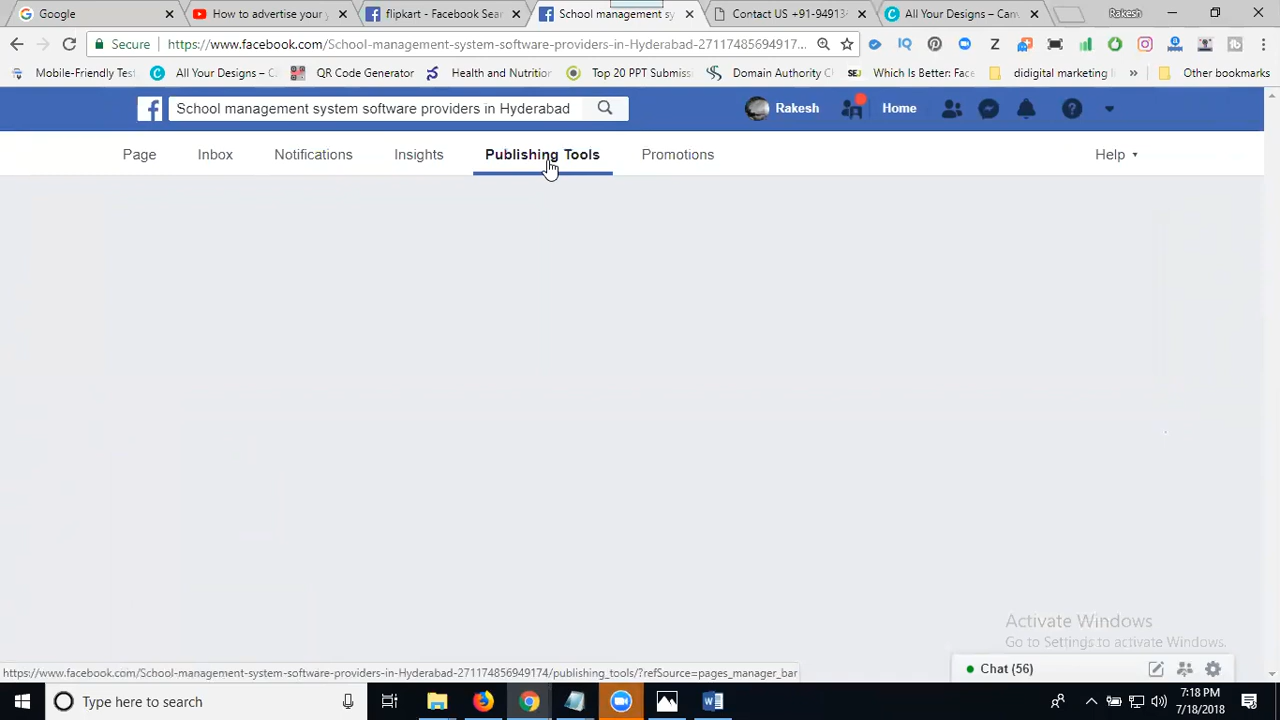 Google
How to advertise your y
flipkart - Facebook Sear
School management sy
Contact US +-91-94913
All Your Designs – Canv
Rakesh
Secure
https://www.facebook.com/School-management-system-software-providers-in-Hyderabad-27117485694917...
Mobile-Friendly Test
All Your Designs – C
QR Code Generator
Health and Nutrition
Top 20 PPT Submiss
Domain Authority C
SEJ
Which Is Better: Face
didigital marketing
»
Other bookmarks
School management system software providers in Hyderabad
Rakesh
Home
Page
Inbox
Notifications
Insights
Publishing Tools
Promotions
Help
Activate Windows
Go to Settings to activate Windows.
https://www.facebook.com/School-management-system-software-providers-in-Hyderabad-271174856949174/publishing_tools/?refSource=pages_manager_bar
Chat (56)
Type here to search
7:18 PM
7/18/2018